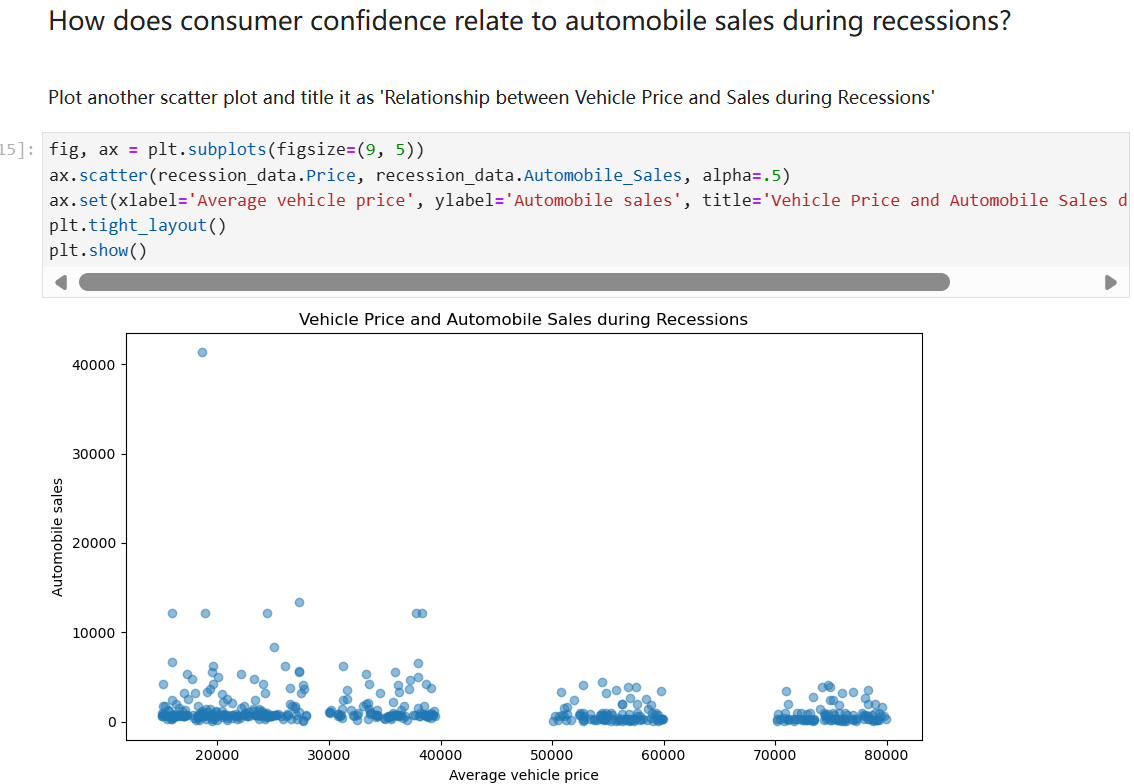 How does consumer confidence relate to automobile sales during recessions?
Plot another scatter plot and title it as 'Relationship between Vehicle Price and Sales during Recessions'
15]:
fig, ax = plt.subplots(figsize=(9, 5))
ax.scatter(recession_data.Price, recession_data.Automobile_Sales, alpha=.5)
ax.set(xlabel='Average vehicle price', ylabel='Automobile sales', title='Vehicle Price and Automobile Sales d
plt.tight_layout()
plt.show()
Vehicle Price and Automobile Sales during Recessions
Automobile sales
40000
30000
20000
10000
0
20000 30000 40000 50000 60000 70000 80000
Average vehicle price